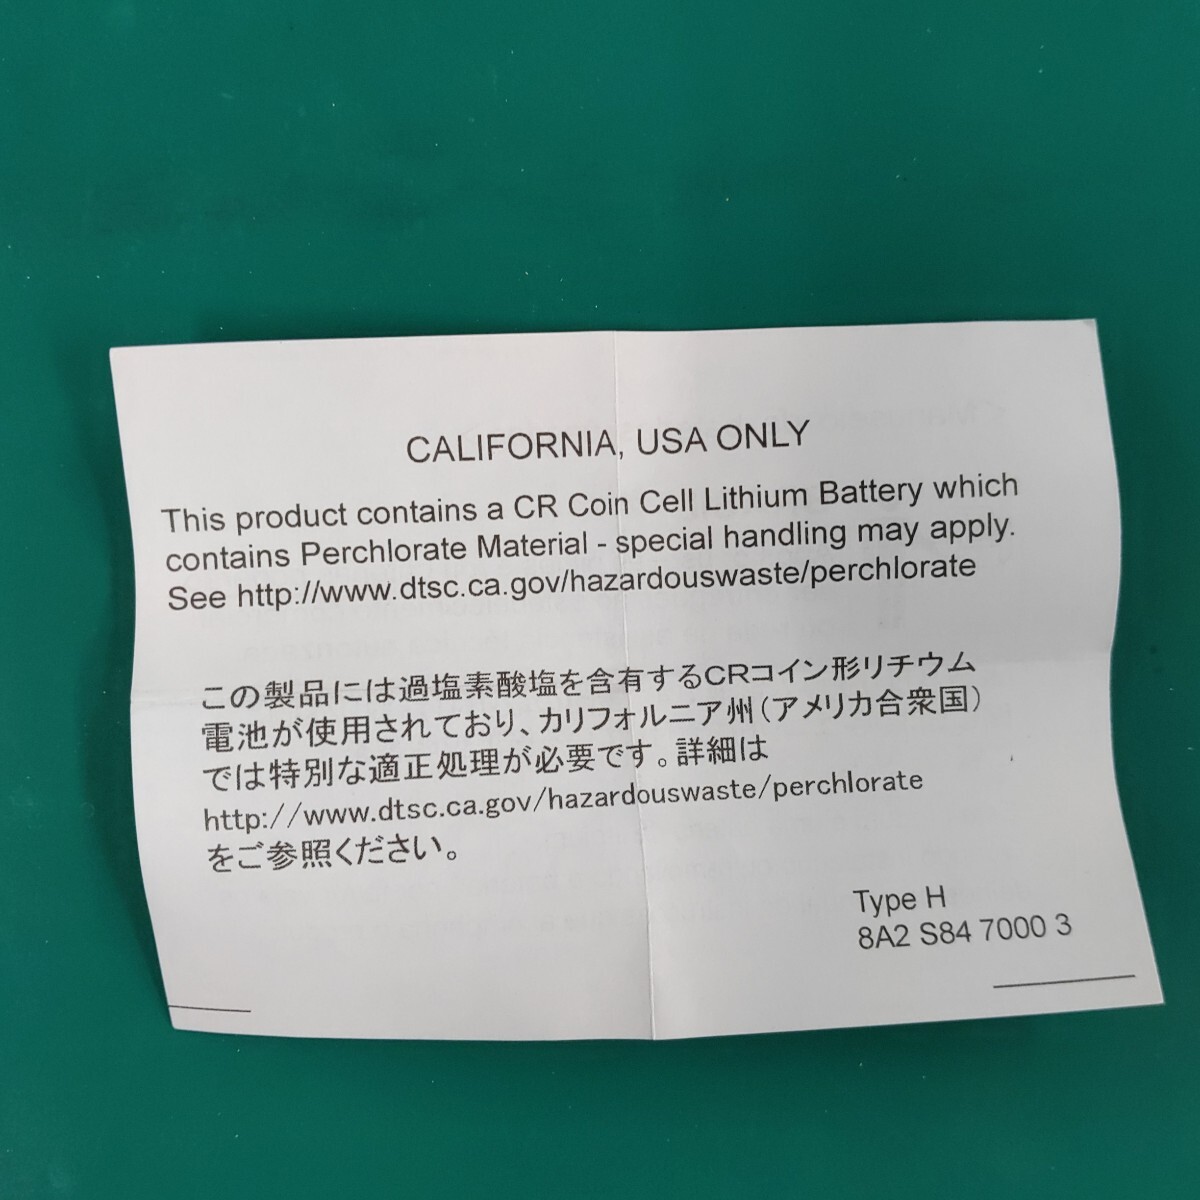 CALIFORNIA, USA ONLY
This product contains a CR Coin Cell Lithium Battery which
contains Perchlorate Material - special handling may apply.
See http://www.dtsc.ca.gov/hazardouswaste/perchlorate
この製品には過塩素酸塩を含有するCRコイン形リチウム
電池が使用されており、カリフォルニア州（アメリカ合衆国）
では特別な適正処理が必要です。詳細は
http://www.dtsc.ca.gov/hazardouswaste/perchlorate
をご参照ください。
Type H
8A2 S84 7000 3